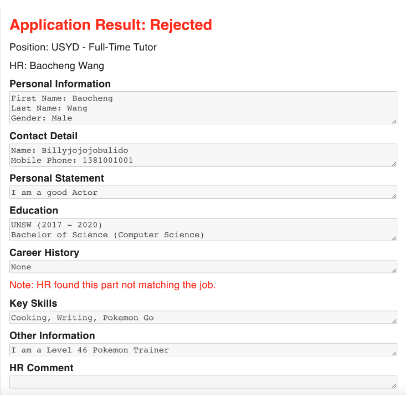 Application Result: Rejected
Position: USYD - Full-Time Tutor
HR: Baocheng Wang
Personal Information
First Name: Baocheng
Last Name: Wang
Gender: Male
Contact Detail
Name: Billyjojojobulido
Mobile Phone: 1381001001
Personal Statement
I am a good Actor
Education
UNSW (2017 - 2020)
Bachelor of Science (Computer Science)
Career History
None
Note: HR found this part not matching the job.
Key Skills
Cooking, Writing, Pokemon Go
Other Information
I am a Level 46 Pokemon Trainer
HR Comment